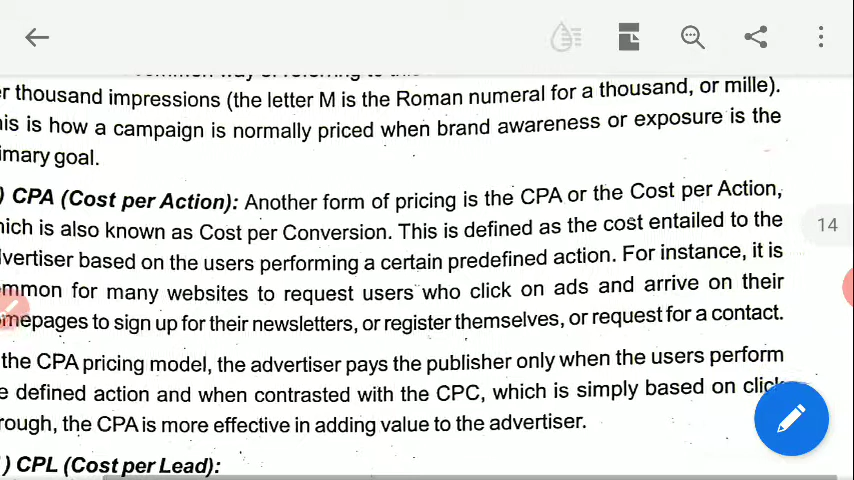 er thousand impressions (the letter M is the Roman numeral for a thousand, or mille).
his is how a campaign is normally priced when brand awareness or exposure is the
imary goal.
) CPA (Cost per Action): Another form of pricing is the CPA or the Cost per Action,
hich is also known as Cost per Conversion. This is defined as the cost entailed to the
dvertiser based on the users performing a certain predefined action. For instance, it is
mmon for many websites to request users who click on ads and arrive on their
omepages to sign up for their newsletters, or register themselves, or request for a contact.
the CPA pricing model, the advertiser pays the publisher only when the users perform
e defined action and when contrasted with the CPC, which is simply based on click
rough, the CPA is more effective in adding value to the advertiser.
) CPL (Cost per Lead):
14